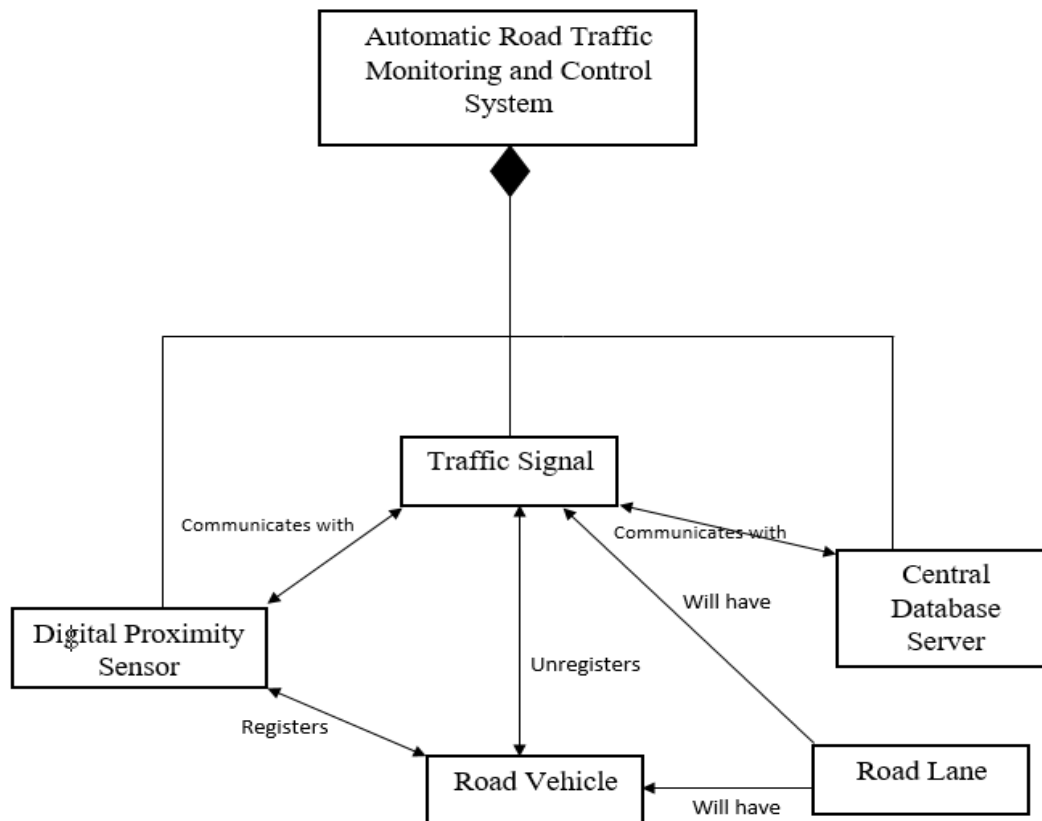 Automatic Road Traffic
Monitoring and Control
System
Traffic Signal
Communicates with
Communicates with
Central
Database
Server
Will have
Digital Proximity
Sensor
Unregisters
Registers
Road Vehicle
Road Lane
Will have